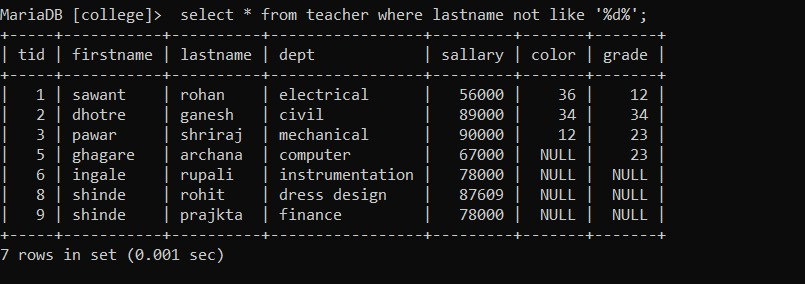 MariaDB [college]>  select * from teacher where lastname not like '%d%';
+-----+-----------+----------+-----------------+---------+-------+-------+
| tid | firstname | lastname | dept            | sallary | color | grade |
+-----+-----------+----------+-----------------+---------+-------+-------+
|   1 | sawant    | rohan    | electrical      |   56000 |    36 |    12 |
|   2 | dhotre    | ganesh   | civil           |   89000 |    34 |    34 |
|   3 | pawar     | shriraj  | mechanical      |   90000 |    12 |    23 |
|   5 | ghagare   | archana  | computer        |   67000 |  NULL |    23 |
|   6 | ingale    | rupali   | instrumentation |   78000 |  NULL |  NULL |
|   8 | shinde    | rohit    | dress design    |   87609 |  NULL |  NULL |
|   9 | shinde    | prajkta  | finance         |   78000 |  NULL |  NULL |
+-----+-----------+----------+-----------------+---------+-------+-------+
7 rows in set (0.001 sec)